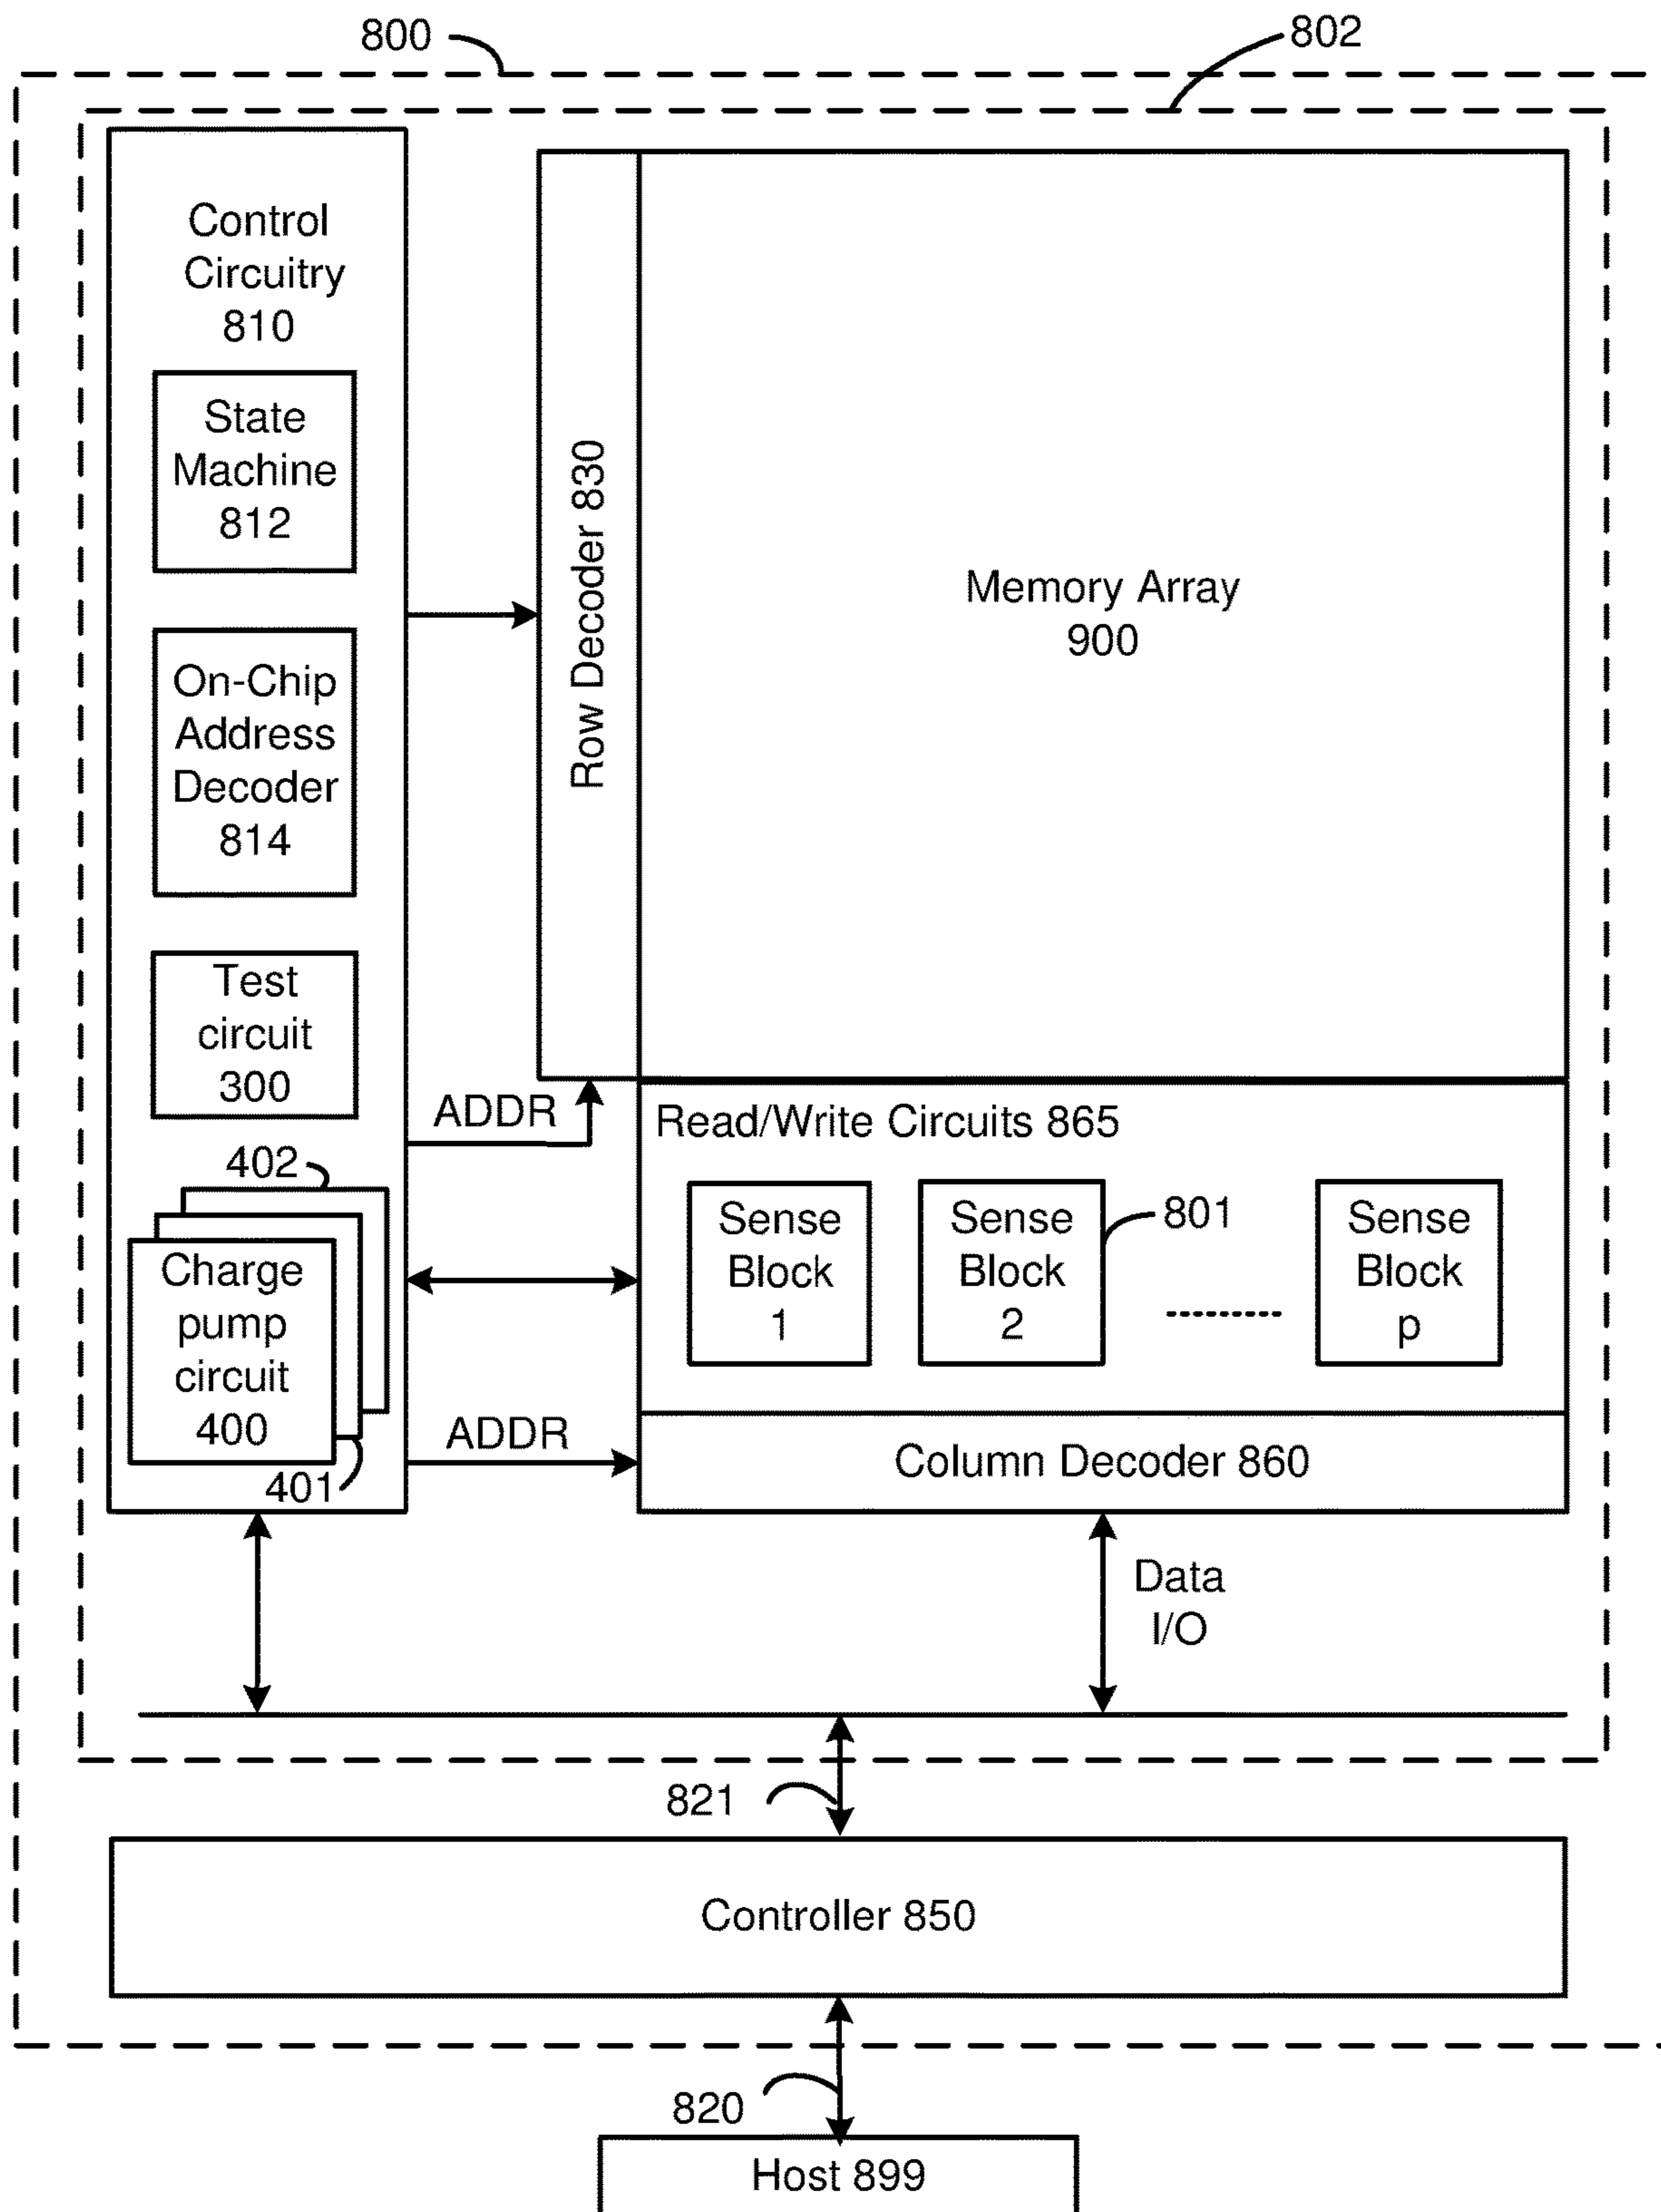 800
802
Control
Circuitry
810
State
Machine
812
On-Chip
Address
Decoder
814
Test
circuit
300
402
Charge
pump
circuit
400
401
Row Decoder 830
Memory Array
900
ADDR
Read/Write Circuits 865
Sense
Block
1
Sense
Block
2
801
Sense
Block
p
ADDR
Column Decoder 860
Data
I/O
821
Controller 850
820
Host 899